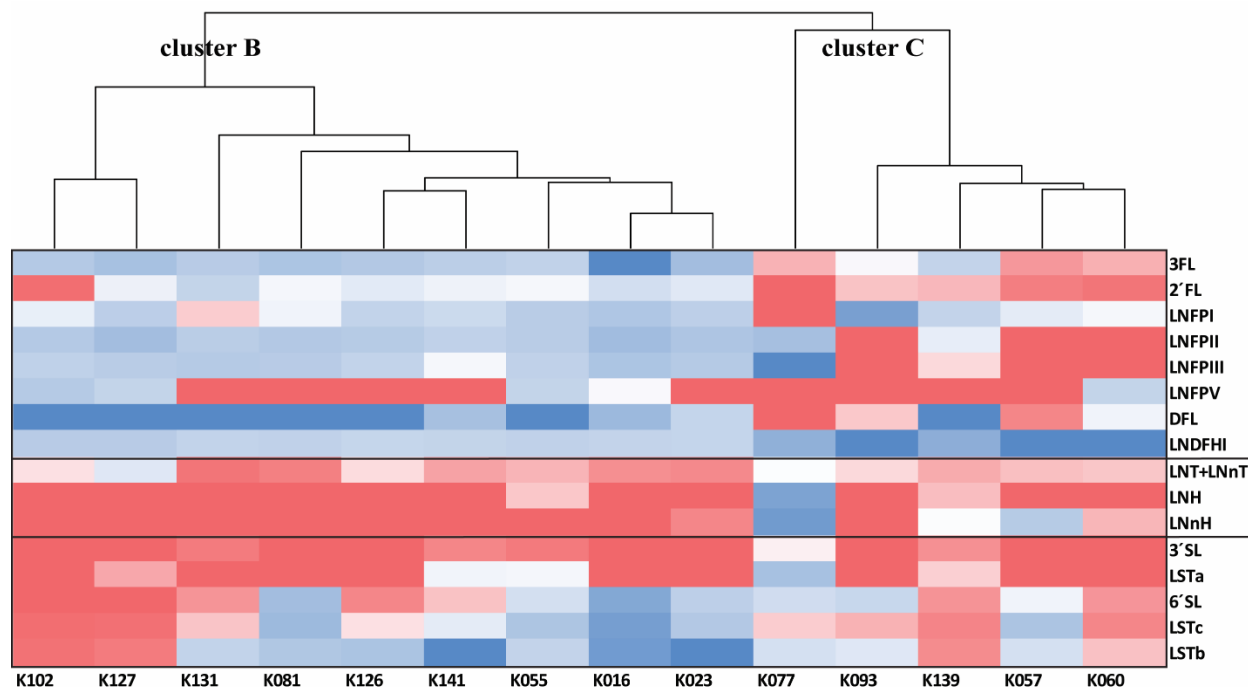 cluster B
cluster C
3FL
2´FL
LNFPI
LNFPII
LNFPIII
LNFPV
DFL
LNDFHI
LNT+LNnT
LNH
LNnH
3´SL
LSTa
6´SL
LSTc
LSTb
K102 K127 K131 K081 K126 K141 K055 K016 K023 K077 K093 K139 K057 K060